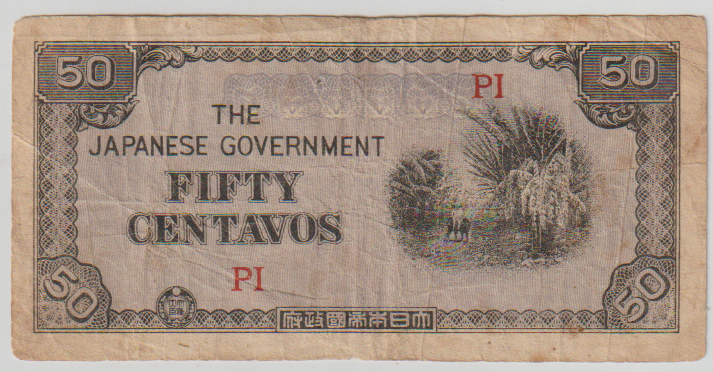 50 50
PI
THE
JAPANESE GOVERNMENT
FIFTY
CENTAVOS
PI
50 50
大日本帝國政府